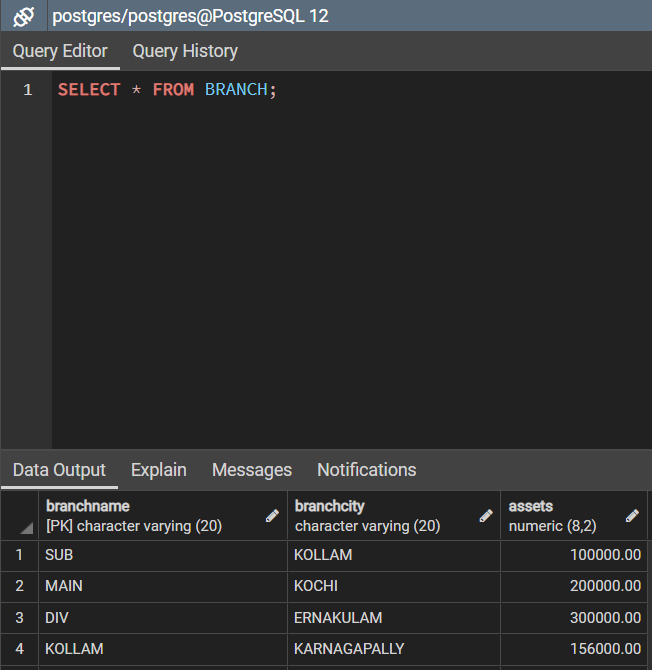 postgres/postgres@PostgreSQL 12
Query Editor Query History
1 SELECT * FROM BRANCH;
Data Output Explain Messages Notifications
branchname branchcity assets
[PK] character varying (20) character varying (20) numeric (8,2)
1 SUB KOLLAM 100000.00
2 MAIN KOCHI 200000.00
3 DIV ERNAKULAM 300000.00
4 KOLLAM KARNAGAPALLY 156000.00